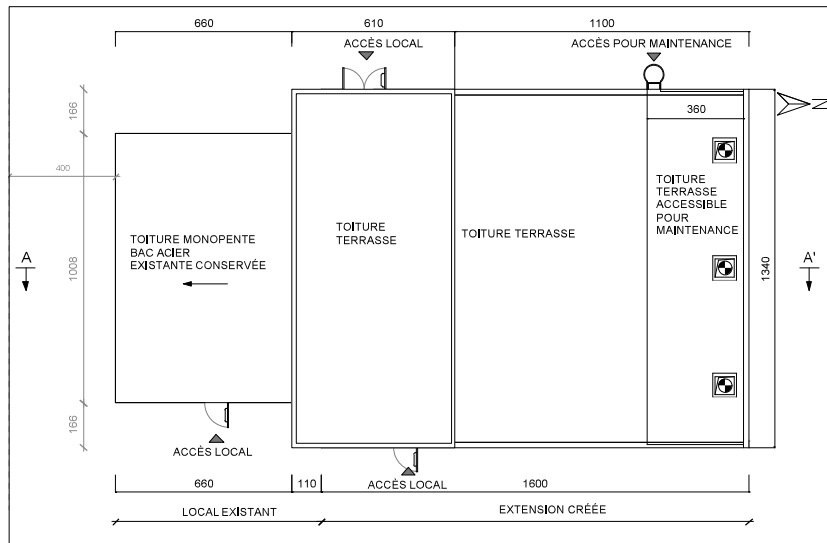 660
610
1100
ACCÈS LOCAL
ACCÈS POUR MAINTENANCE
166
360
N
400
TOITURE
TERRASSE
ACCESSIBLE
POUR
MAINTENANCE
TOITURE
TERRASSE
TOITURE TERRASSE
TOITURE MONOPENTE
BAC ACIER
EXISTANTE CONSERVÉE
A
A'
1008
1340
166
ACCÈS LOCAL
660
110
ACCÈS LOCAL
1600
LOCAL EXISTANT
EXTENSION CRÉÉE